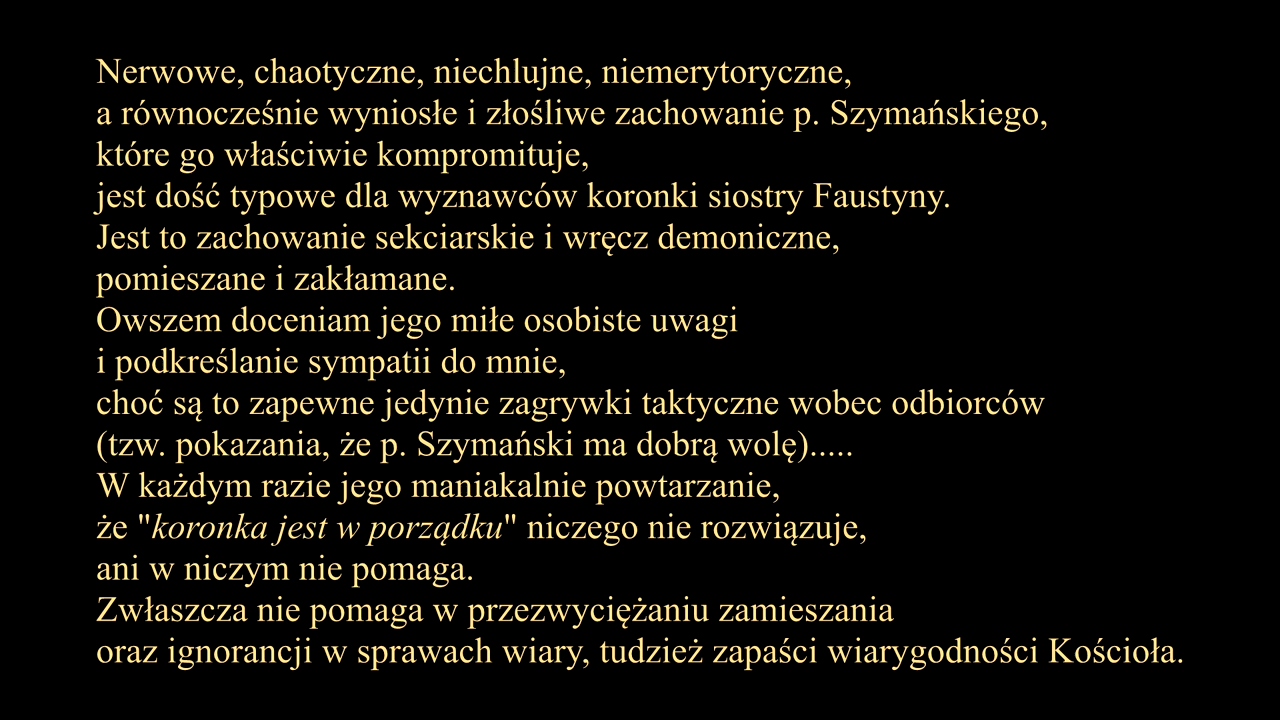 Nerwowe, chaotyczne, niechlujne, niemerytoryczne,
a równocześnie wyniosłe i złośliwe zachowanie p. Szymańskiego,
które go właściwie kompromituje,
jest dość typowe dla wyznawców koronki siostry Faustyny.
Jest to zachowanie sekciarskie i wręcz demoniczne,
pomieszane i zakłamane.
Owszem doceniam jego miłe osobiste uwagi
i podkreślanie sympatii do mnie,
choć są to zapewne jedynie zagrywki taktyczne wobec odbiorców
(tzw. pokazania, że p. Szymański ma dobrą wolę).....
W każdym razie jego maniakalnie powtarzanie,
że "koronka jest w porządku" niczego nie rozwiązuje,
ani w niczym nie pomaga.
Zwłaszcza nie pomaga w przezwyciężaniu zamieszania
oraz ignorancji w sprawach wiary, tudzież zapaści wiarygodności Kościoła.